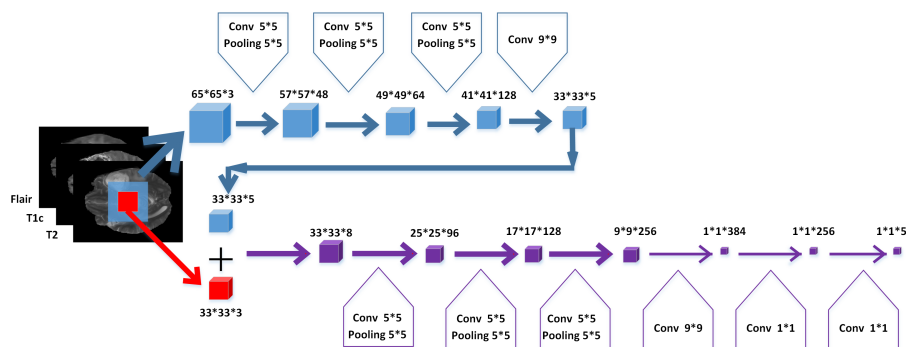 Conv 5*5
Pooling 5*5
Conv 5*5
Pooling 5*5
Conv 5*5
Pooling 5*5
Conv 9*9
65*65*3
57*57*48
49*49*64
41*41*128
33*33*5
Flair
T1c
T2
33*33*5
33*33*3
33*33*8
25*25*96
17*17*128
9*9*256
1*1*384
1*1*256
1*1*5
Conv 5*5
Pooling 5*5
Conv 5*5
Pooling 5*5
Conv 5*5
Pooling 5*5
Conv 9*9
Conv 1*1
Conv 1*1